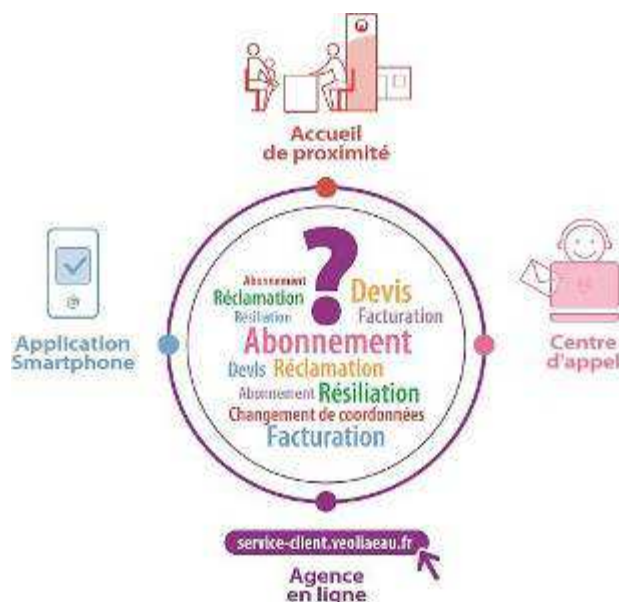 Accueil
de proximité
Application
Smartphone
?
Abonnement
Réclamation
Devis
Résiliation
Facturation
Abonnement
Devis Réclamation
Abonnement Résiliation
Changement de coordonnées
Facturation
Centre
d'appel
service-client.veoliaeau.fr
Agence
en ligne